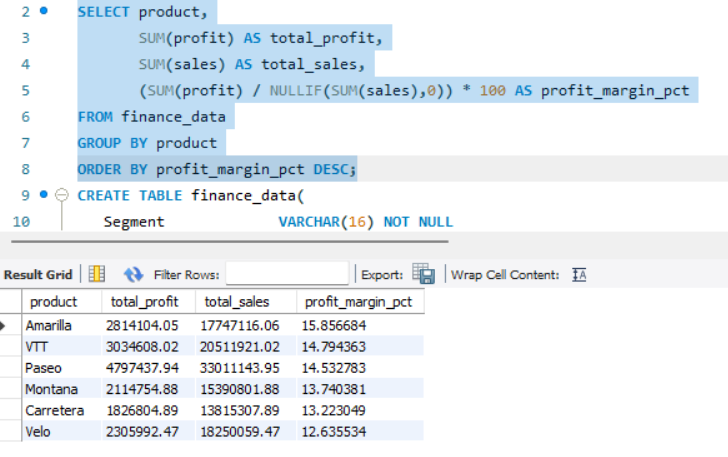 2 SELECT product,
3 SUM(profit) AS total_profit,
4 SUM(sales) AS total_sales,
5 (SUM(profit) / NULLIF(SUM(sales),0)) * 100 AS profit_margin_pct
6 FROM finance_data
7 GROUP BY product
8 ORDER BY profit_margin_pct DESC;
9 CREATE TABLE finance_data(
10 Segment VARCHAR(16) NOT NULL
Result Grid Filter Rows: Export: Wrap Cell Content:
product total_profit total_sales profit_margin_pct
Amarilla 2814104.05 17747116.06 15.856684
VTT 3034608.02 20511921.02 14.794363
Paseo 4797437.94 33011143.95 14.532783
Montana 2114754.88 15390801.88 13.740381
Carretera 1826804.89 13815307.89 13.223049
Velo 2305992.47 18250059.47 12.635534